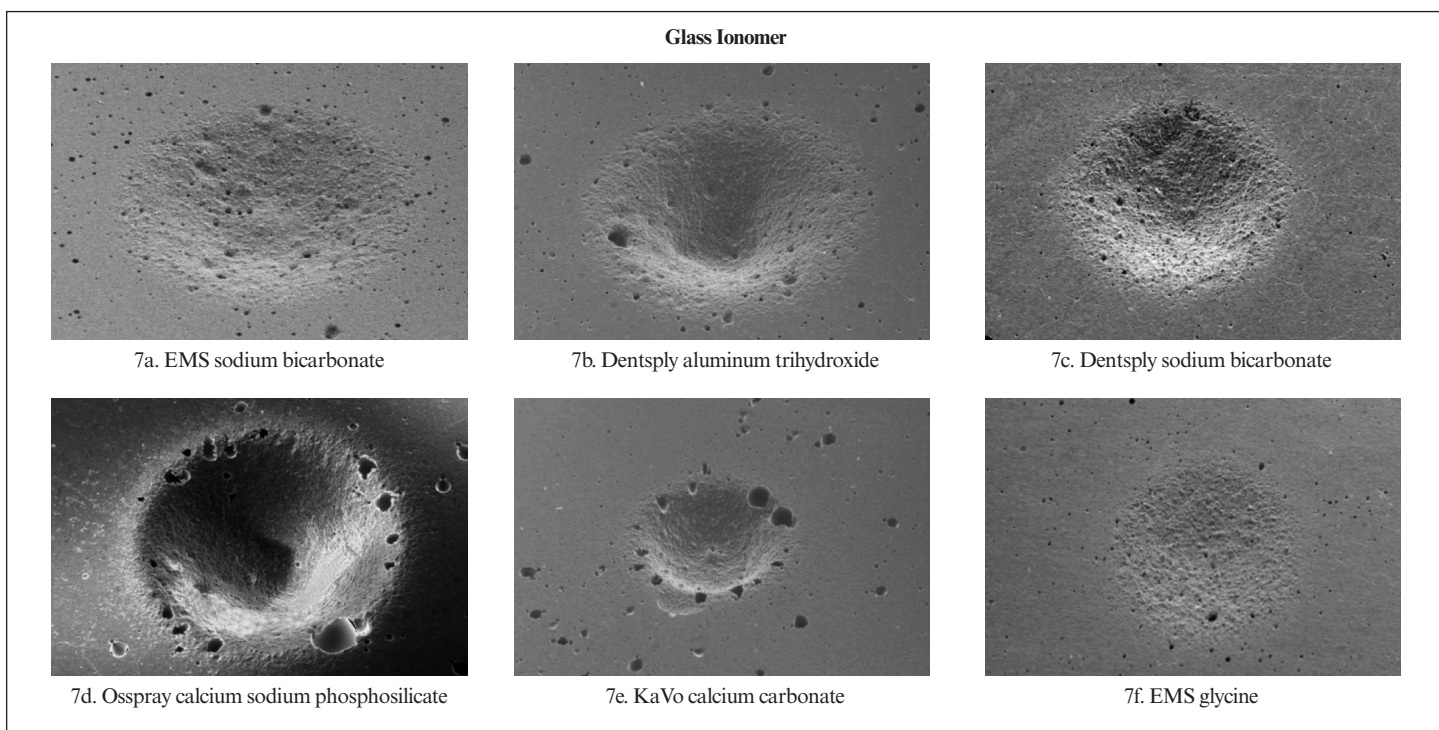 Glass Ionomer
7a. EMS sodium bicarbonate
7b. Dentsply aluminum trihydroxide
7c. Dentsply sodium bicarbonate
7d. Osspray calcium sodium phosphosilicate
7e. KaVo calcium carbonate
7f. EMS glycine